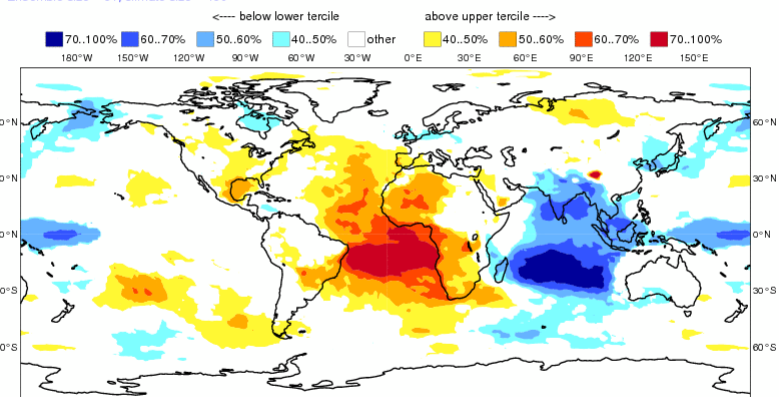 <---- below lower tercile above upper tercile ---->
70..100% 60..70% 50..60% 40..50% other 40..50% 50..60% 60..70% 70..100%
180°W 150°W 120°W 90°W 60°W 30°W 0°E 30°E 60°E 90°E 120°E 150°E
0°N 60°N
30°N 30°N
0°N 0°N
30°S 30°S
0°S 60°S